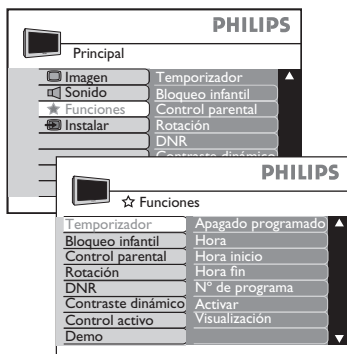 PHILIPS
Principal
Imagen Temporizador
Sonido Bloqueo infantil
Funciones Control parental
Instalar Rotación
DNR
Contraste dinámico
PHILIPS
Funciones
Temporizador Apagado programado
Bloqueo infantil Hora
Control parental Hora inicio
Rotación Hora fin
DNR Nº de programa
Contraste dinámico Activar
Control activo Visualización
Demo